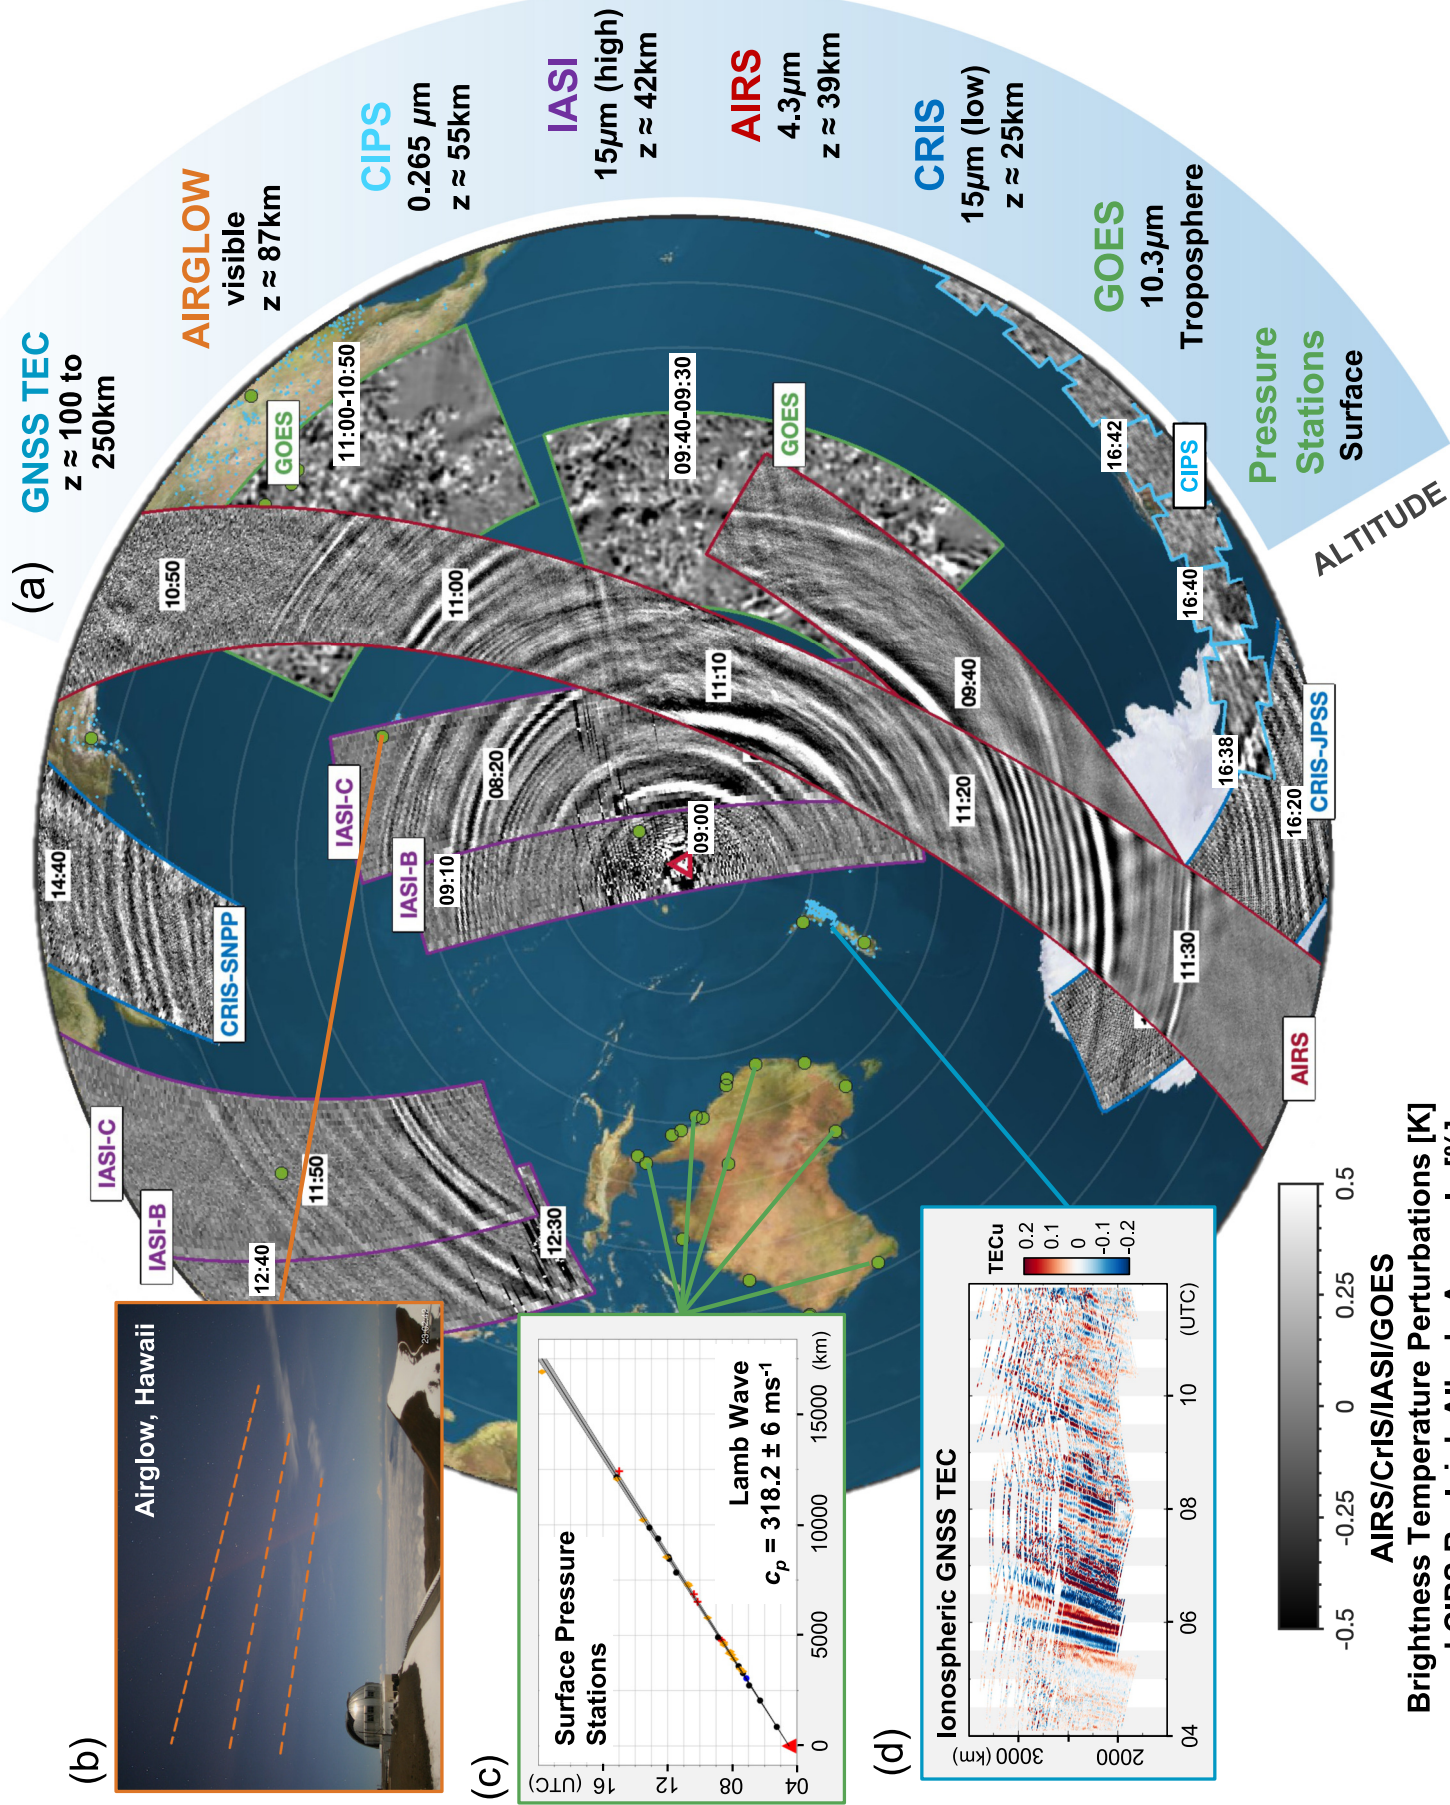 (a)
GNSS TEC
z ≈ 100 to
250km
AIRGLOW
visible
z ≈ 87km
CIPS
0.265 μm
z ≈ 55km
IASI
15μm (high)
z ≈ 42km
AIRS
4.3μm
z ≈ 39km
CRIS
15μm (low)
z ≈ 25km
GOES
10.3μm
Troposphere
Pressure
Stations
Surface
ALTITUDE
10:50
GOES
11:00-10:50
11:00
09:40-09:30
GOES
11:10
09:40
16:42
CIPS
16:40
16:38
16:20
CRIS-JPSS
14:40
CRIS-SNPP
IASI-C
08:20
IASI-B
09:10
09:00
11:20
11:30
AIRS
IASI-C
IASI-B
11:50
12:40
12:30
(b)
Airglow, Hawaii
(c)
Surface Pressure
Stations
Lamb Wave
cₚ = 318.2 ± 6 ms⁻¹
16 (UTC)
12
08
04
0
5000
10000
15000
(km)
(d)
Ionospheric GNSS TEC
TECu
0.2
0.1
0
-0.1
-0.2
3000 (km)
2000
04
06
08
10
(UTC)
-0.5
-0.25
0
0.25
0.5
AIRS/CrIS/IASI/GOES
Brightness Temperature Perturbations [K]